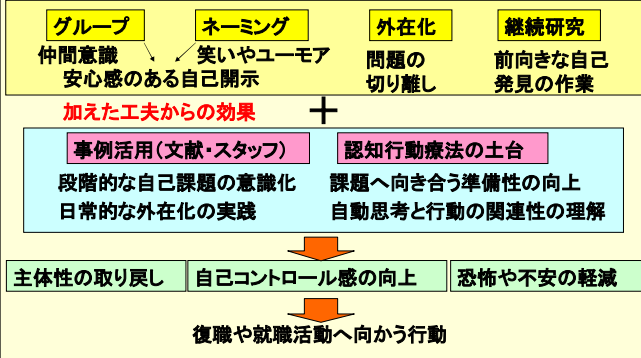 グループ ネーミング 外在化 継続研究
仲間意識 笑いやユーモア 問題の 前向きな自己
安心感のある自己開示 切り離し 発見の作業
加えた工夫からの効果 ＋
事例活用（文献・スタッフ） 認知行動療法の土台
段階的な自己課題の意識化 課題へ向き合う準備性の向上
日常的な外在化の実践 自動思考と行動の関連性の理解
主体性の取り戻し 自己コントロール感の向上 恐怖や不安の軽減
復職や就職活動へ向かう行動